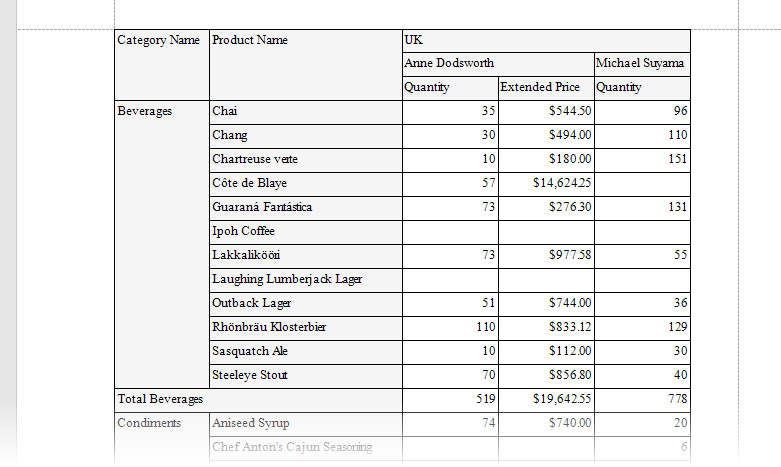 Category Name Product Name UK
Anne Dodsworth Michael Suyama
Quantity Extended Price Quantity
Beverages Chai 35 $544.50 96
Chang 30 $494.00 110
Chartreuse verte 10 $180.00 151
Côte de Blaye 57 $14,624.25
Guaraná Fantástica 73 $276.30 131
Ipoh Coffee
Lakkalikööri 73 $977.58 55
Laughing Lumberjack Lager
Outback Lager 51 $744.00 36
Rhönbräu Klosterbier 110 $833.12 129
Sasquatch Ale 10 $112.00 30
Steeleye Stout 70 $856.80 40
Total Beverages 519 $19,642.55 778
Condiments Aniseed Syrup 74 $740.00 20
Chef Anton's Cajun Seasoning 6